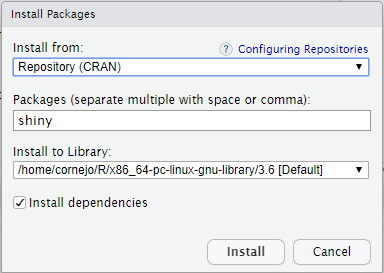 Install Packages
Install from:
? Configuring Repositories
Repository (CRAN)
Packages (separate multiple with space or comma):
shiny
Install to Library:
/home/cornejo/R/x86_64-pc-linux-gnu-library/3.6 [Default]
Install dependencies
Install
Cancel